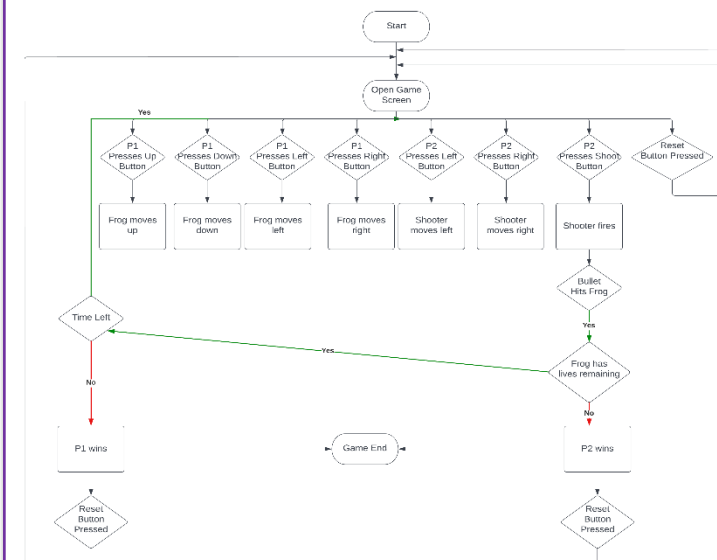 Start
Open Game
Screen
Yes
P1
Presses Up
Button
P1
Presses Down
Button
P1
Presses Left
Button
P1
Presses Right
Button
P2
Presses Left
Button
P2
Presses Right
Button
P2
Presses Shoot
Button
Reset
Button Pressed
Frog moves
up
Frog moves
down
Frog moves
left
Frog moves
right
Shooter
moves left
Shooter
moves right
Shooter fires
Bullet
Hits Frog
Time Left
Yes
Yes
Frog has
lives remaining
No
No
P1 wins
Game End
P2 wins
Reset
Button
Pressed
Reset
Button
Pressed